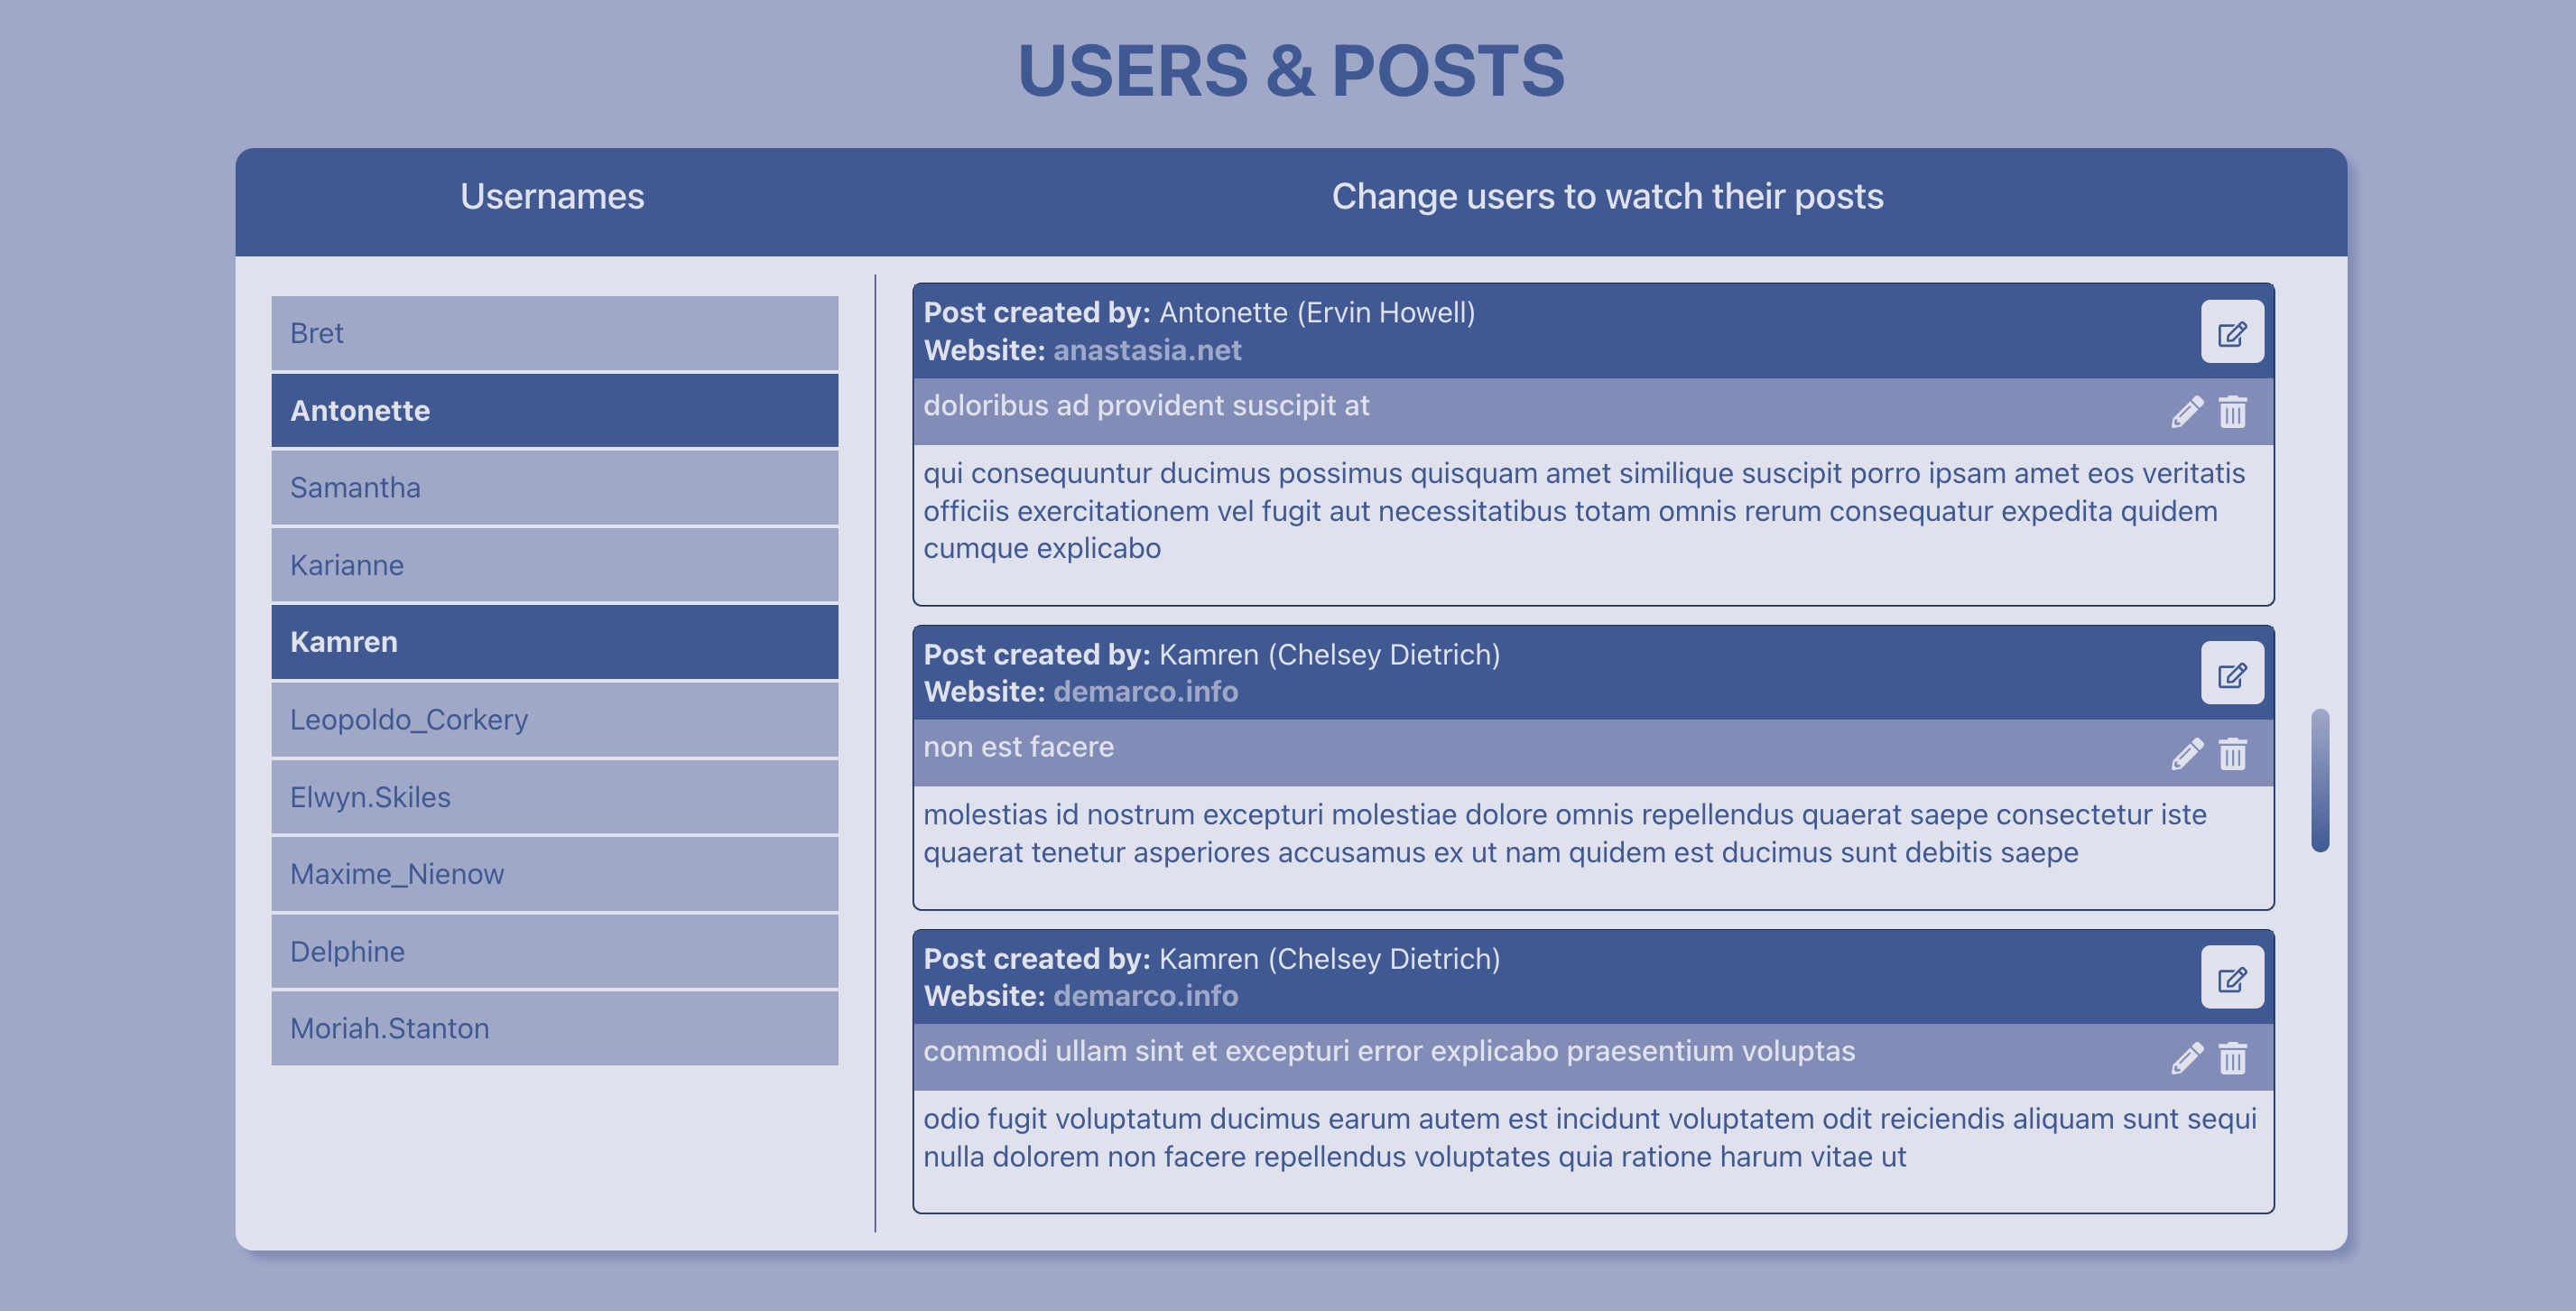 USERS & POSTS
Usernames
Change users to watch their posts
Bret
Antonette
Samantha
Karianne
Kamren
Leopoldo_Corkery
Elwyn.Skiles
Maxime_Nienow
Delphine
Moriah.Stanton
Post created by: Antonette (Ervin Howell)
Website: anastasia.net
doloribus ad provident suscipit at
qui consequuntur ducimus possimus quisquam amet similique suscipit porro ipsam amet eos veritatis
officiis exercitationem vel fugit aut necessitatibus totam omnis rerum consequatur expedita quidem
cumque explicabo
Post created by: Kamren (Chelsey Dietrich)
Website: demarco.info
non est facere
molestias id nostrum excepturi molestiae dolore omnis repellendus quaerat saepe consectetur iste
quaerat tenetur asperiores accusamus ex ut nam quidem est ducimus sunt debitis saepe
Post created by: Kamren (Chelsey Dietrich)
Website: demarco.info
commodi ullam sint et excepturi error explicabo praesentium voluptas
odio fugit voluptatum ducimus earum autem est incidunt voluptatem odit reiciendis aliquam sunt sequi
nulla dolorem non facere repellendus voluptates quia ratione harum vitae ut